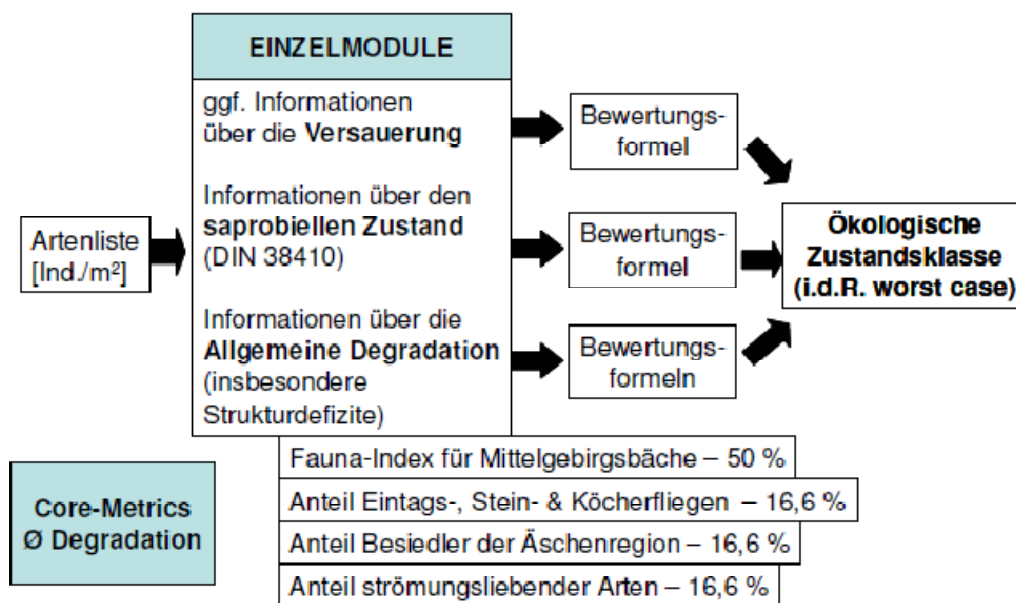 EINZELMODULE
ggf. Informationen
über die Versauerung
Informationen über den
saprobiellen Zustand
(DIN 38410)
Informationen über die
Allgemeine Degradation
(insbesondere
Strukturdefizite)
Artenliste
[Ind./m²]
Bewertungs-
formel
Bewertungs-
formel
Bewertungs-
formeln
Ökologische
Zustandsklasse
(i.d.R. worst case)
Core-Metrics
Ø Degradation
Fauna-Index für Mittelgebirgsbäche – 50 %
Anteil Eintags-, Stein- & Köcherfliegen – 16,6 %
Anteil Besiedler der Äschenregion – 16,6 %
Anteil strömungsliebender Arten – 16,6 %